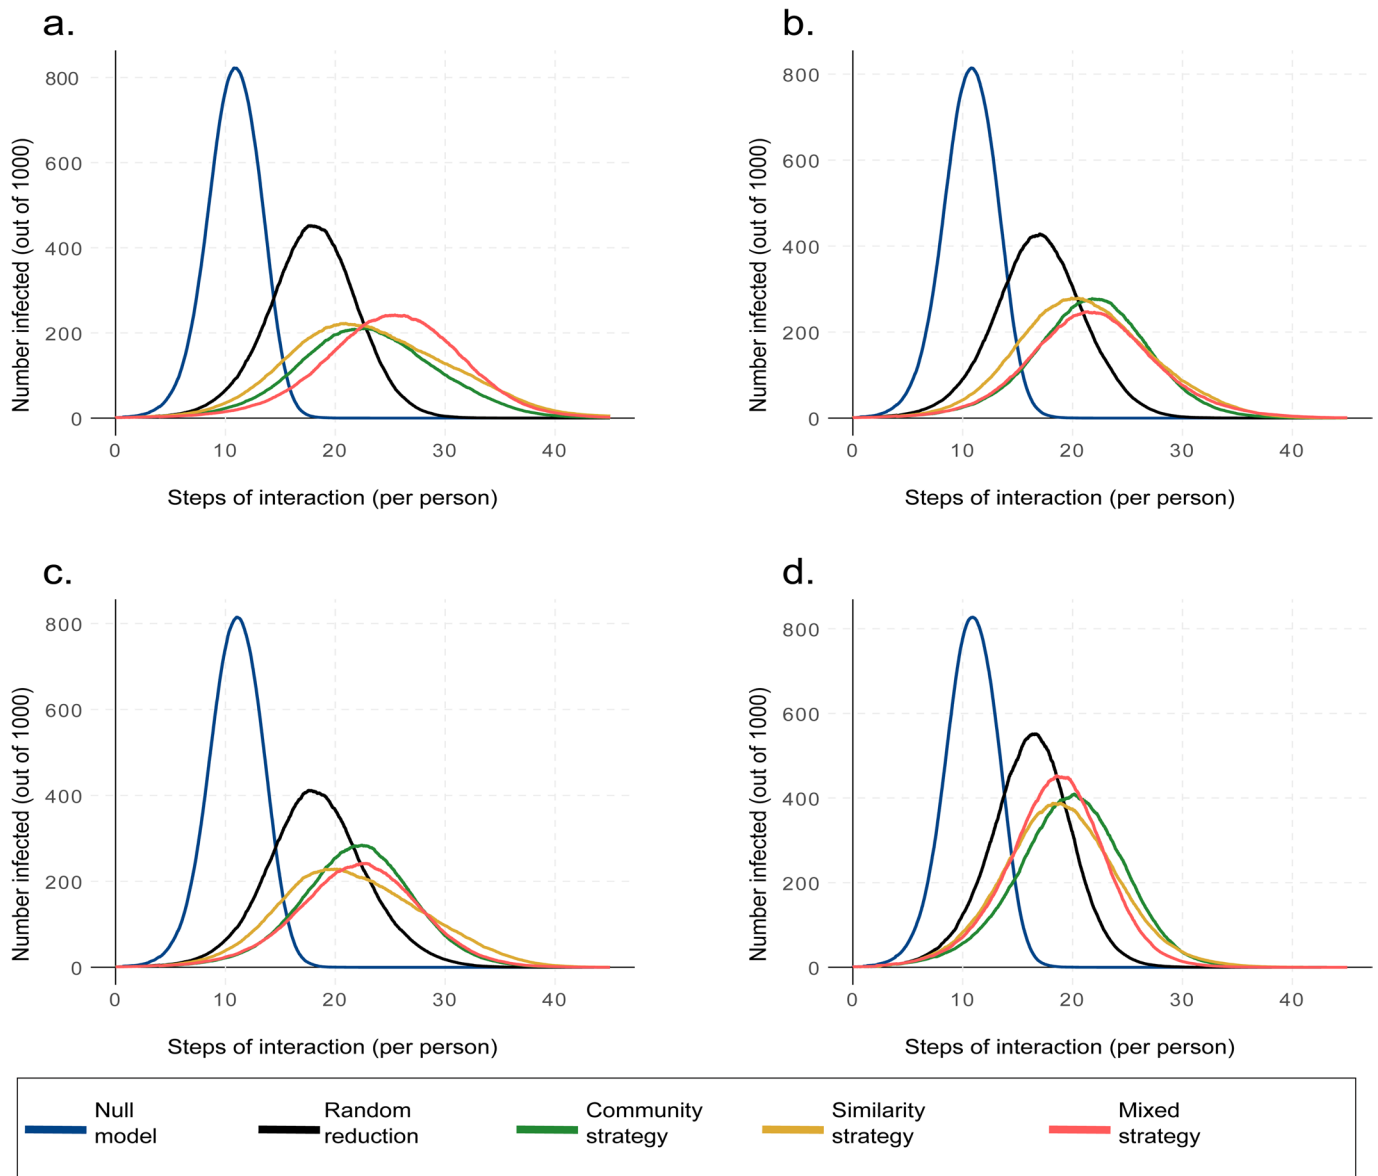 a.
800
600
400
200
0
0 10 20 30 40
Number infected (out of 1000)
Steps of interaction (per person)
b.
800
600
400
200
0
0 10 20 30 40
Number infected (out of 1000)
Steps of interaction (per person)
c.
800
600
400
200
0
0 10 20 30 40
Number infected (out of 1000)
Steps of interaction (per person)
d.
800
600
400
200
0
0 10 20 30 40
Number infected (out of 1000)
Steps of interaction (per person)
Null
model
Random
reduction
Community
strategy
Similarity
strategy
Mixed
strategy